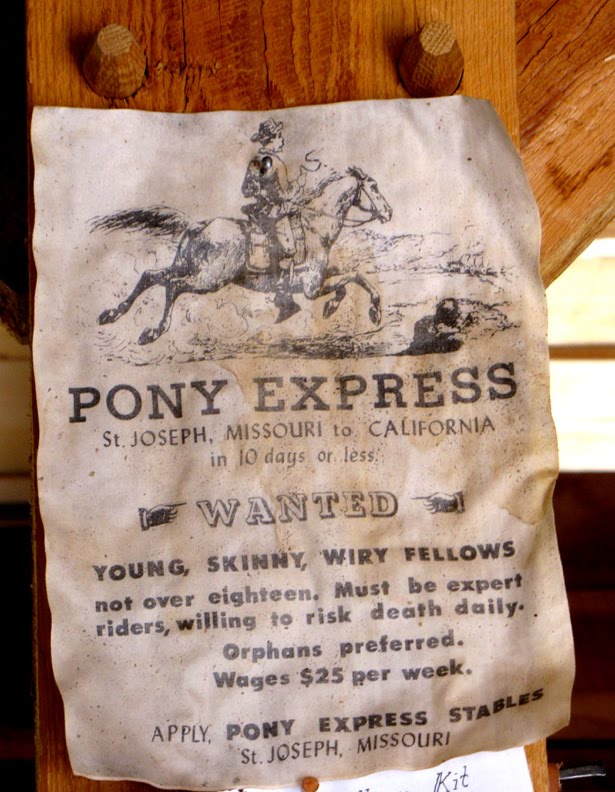 PONY EXPRESS
St. JOSEPH, MISSOURI to CALIFORNIA
in 10 days or less.
WANTED
YOUNG, SKINNY, WIRY FELLOWS
not over eighteen. Must be expert
riders, willing to risk death daily.
Orphans preferred.
Wages $25 per week.
APPLY, PONY EXPRESS STABLES
St. JOSEPH, MISSOURI
Kit